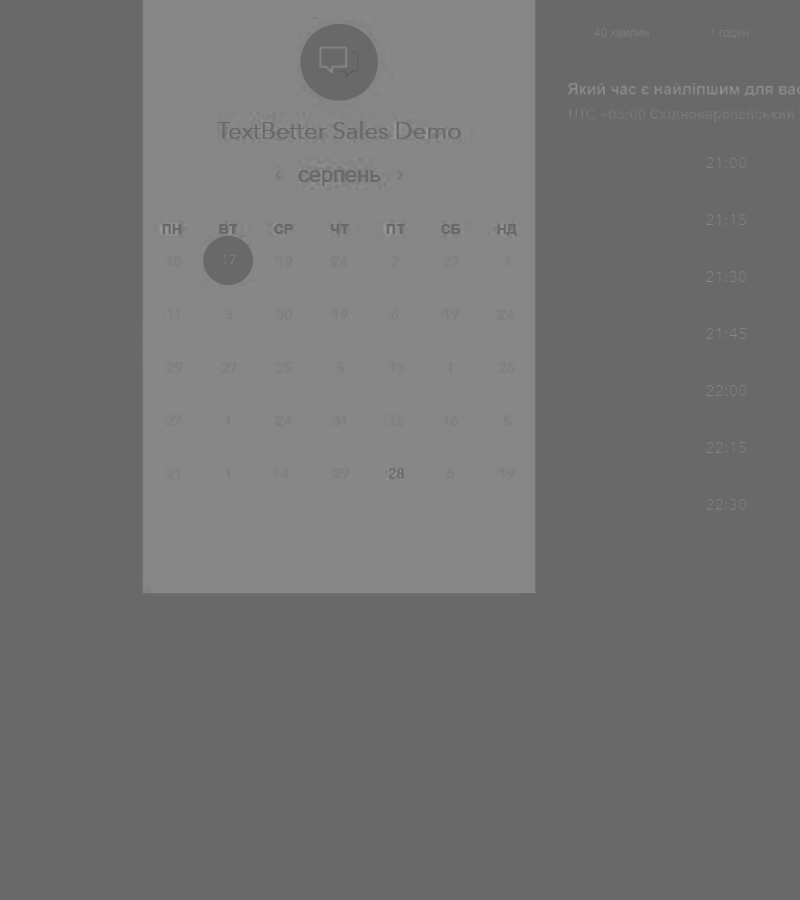 40 хвилин 1 годин
TextBetter Sales Demo
серпень
ПН ВТ СР ЧТ ПТ СБ НД
10 17 19 24 2 27 7
11 3 30 19 6 19 24
29 27 25 5 13 1 26
27 1 24 31 15 16 5
21 1 4 29 28 6 19
Який час є найліпшим для вас
UTC +03:00 Східноєвропейський
21:00
21:15
21:30
21:45
22:00
22:15
22:30